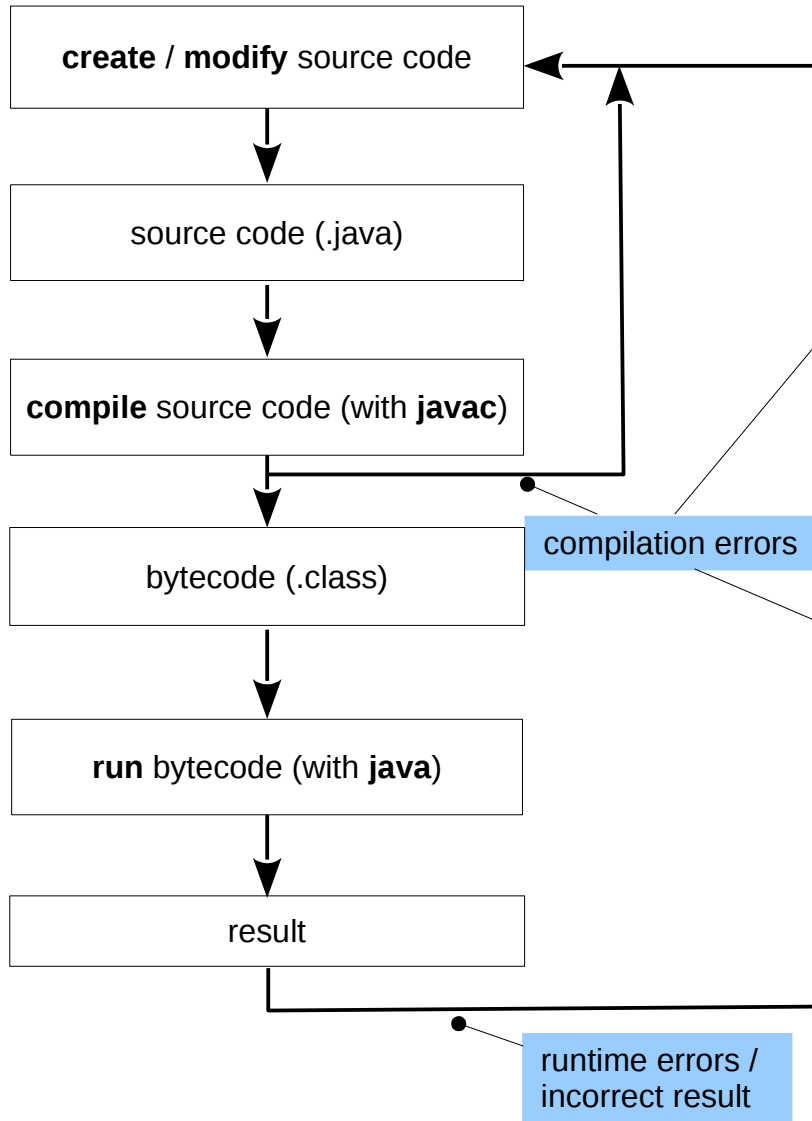 create / modify source code
source code (.java)
compile source code (with javac)
compilation errors
bytecode (.class)
run bytecode (with java)
result
runtime errors /
incorrect result